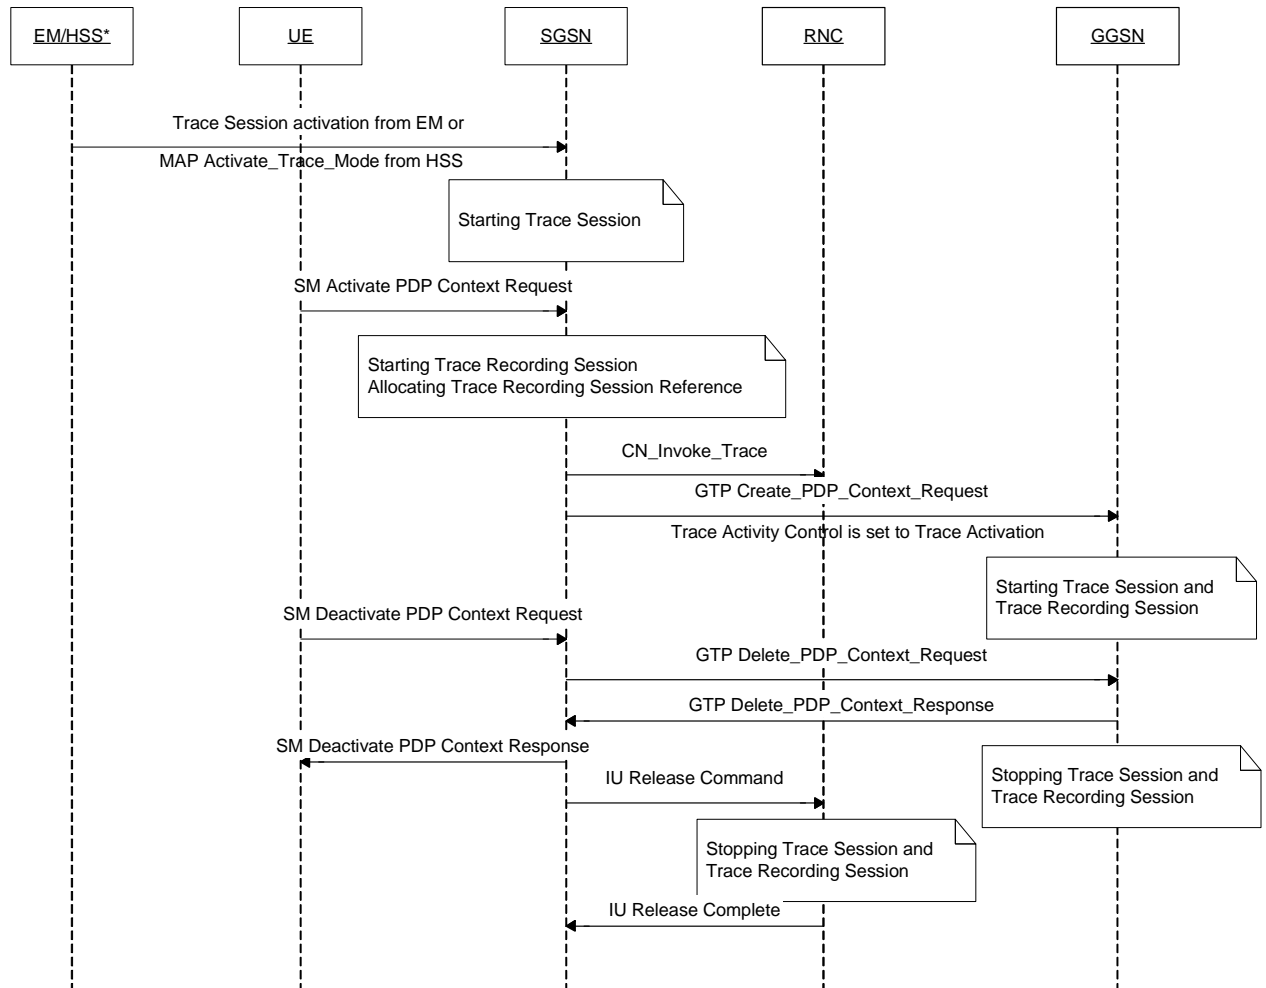 EM/HSS*
UE
SGSN
RNC
GGSN
Trace Session activation from EM or
MAP Activate_Trace_Mode from HSS
Starting Trace Session
SM Activate PDP Context Request
Starting Trace Recording Session
Allocating Trace Recording Session Reference
CN_Invoke_Trace
GTP Create_PDP_Context_Request
Trace Activity Control is set to Trace Activation
Starting Trace Session and
Trace Recording Session
SM Deactivate PDP Context Request
GTP Delete_PDP_Context_Request
GTP Delete_PDP_Context_Response
SM Deactivate PDP Context Response
Stopping Trace Session and
Trace Recording Session
IU Release Command
Stopping Trace Session and
Trace Recording Session
IU Release Complete